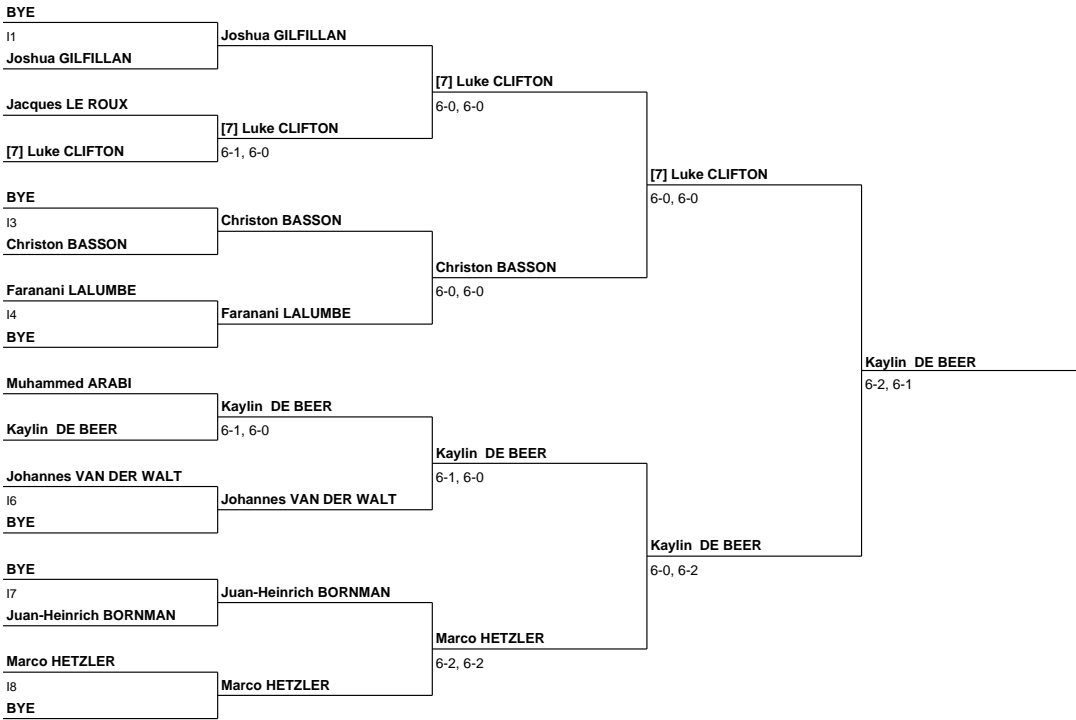 BYE
I1
Joshua GILFILLAN
Jacques LE ROUX
[7] Luke CLIFTON
BYE
I3
Christon BASSON
Faranani LALUMBE
I4
BYE
Muhammed ARABI
Kaylin DE BEER
Johannes VAN DER WALT
I6
BYE
BYE
I7
Juan-Heinrich BORNMAN
Marco HETZLER
I8
BYE
Joshua GILFILLAN
[7] Luke CLIFTON
6-1, 6-0
Christon BASSON
Faranani LALUMBE
Kaylin DE BEER
6-1, 6-0
Johannes VAN DER WALT
Juan-Heinrich BORNMAN
Marco HETZLER
[7] Luke CLIFTON
6-0, 6-0
Christon BASSON
6-0, 6-0
Kaylin DE BEER
6-1, 6-0
Marco HETZLER
6-2, 6-2
[7] Luke CLIFTON
6-0, 6-0
Kaylin DE BEER
6-0, 6-2
Kaylin DE BEER
6-2, 6-1